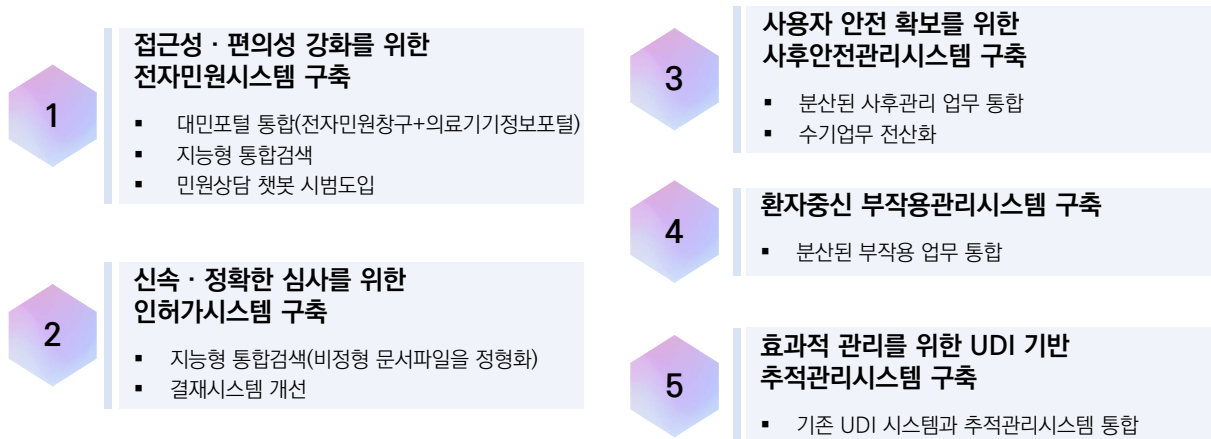 1
접근성 · 편의성 강화를 위한
전자민원시스템 구축
▪ 대민포털 통합(전자민원창구+의료기기정보포털)
▪ 지능형 통합검색
▪ 민원상담 챗봇 시범도입
2
신속 · 정확한 심사를 위한
인허가시스템 구축
▪ 지능형 통합검색(비정형 문서파일을 정형화)
▪ 결재시스템 개선
3
사용자 안전 확보를 위한
사후안전관리시스템 구축
▪ 분산된 사후관리 업무 통합
▪ 수기업무 전산화
4
환자중신 부작용관리시스템 구축
▪ 분산된 부작용 업무 통합
5
효과적 관리를 위한 UDI 기반
추적관리시스템 구축
▪ 기존 UDI 시스템과 추적관리시스템 통합